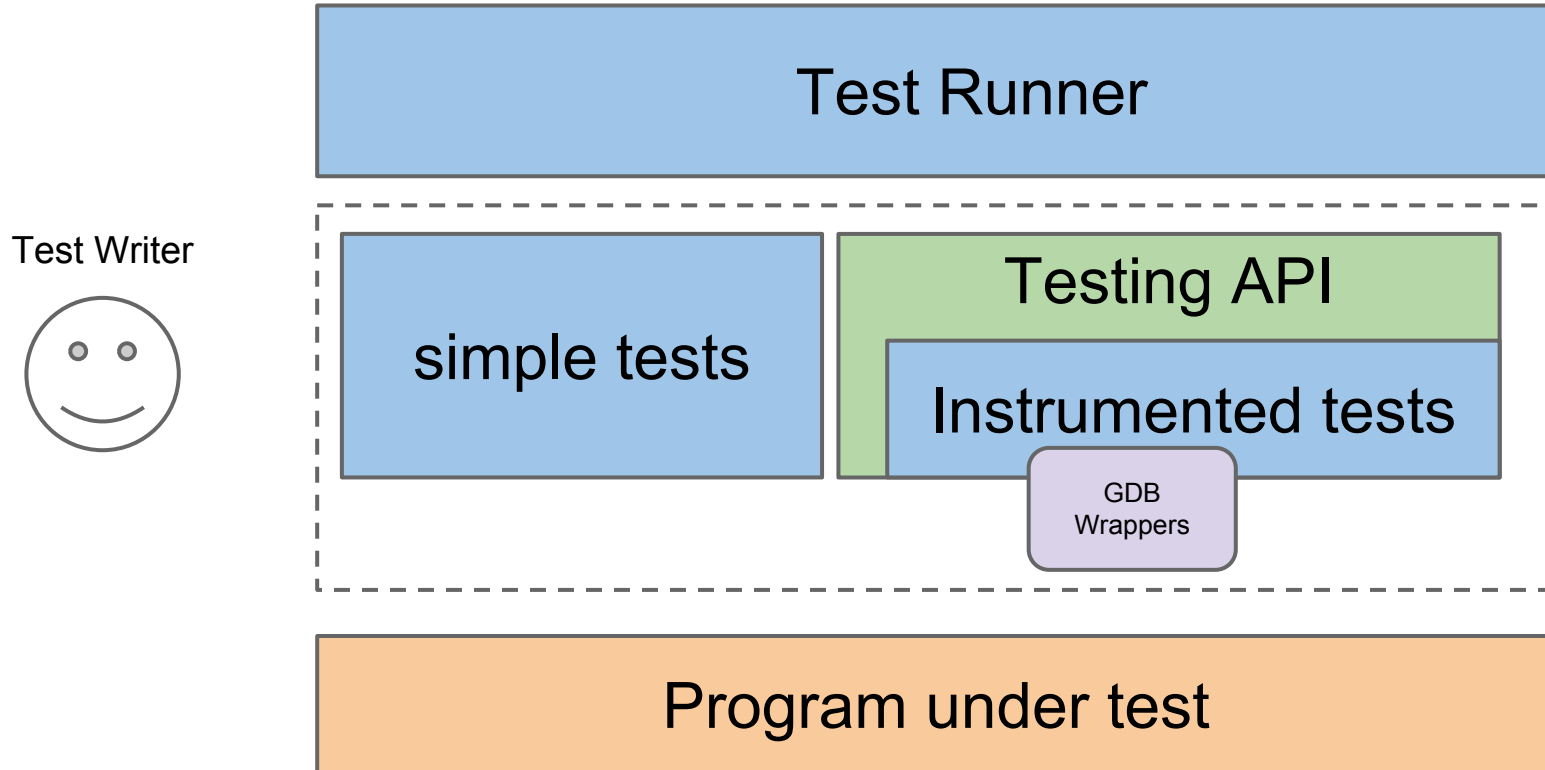 Test Runner
Test Writer
simple tests
Testing API
Instrumented tests
GDB
Wrappers
Program under test